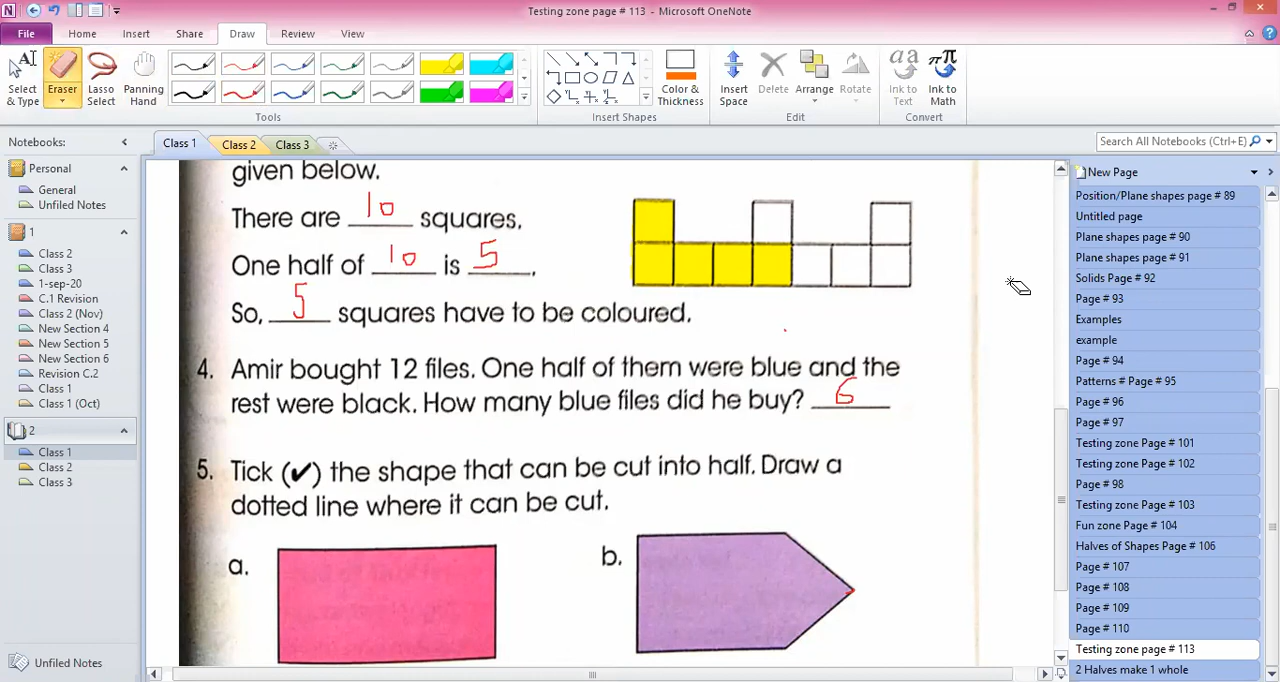 Testing zone page # 113 - Microsoft OneNote
File Home Insert Draw Share Review View
Select & Type
Eraser
Lasso Select
Panning Hand
Color & Thickness
Insert Space
Delete
Arrange
Rotate
Ink to Text
Ink to Math
Tools
Insert Shapes
Edit
Convert
Notebooks:
Personal
General
Unfiled Notes
1
Class 2
Class 3
1-sep-20
C.1 Revision
Class 2 (Nov)
New Section 4
New Section 5
New Section 6
Revision C.2
Class 1
Class 1 (Oct)
2
Class 1
Class 2
Class 3
Unfiled Notes
Class 1 Class 2 Class 3
Search All Notebooks (Ctrl+E)
given below.
There are 10 squares.
One half of 10 is 5.
So, 5 squares have to be coloured.
4. Amir bought 12 files. One half of them were blue and the
rest were black. How many blue files did he buy? 6
5. Tick (✔) the shape that can be cut into half. Draw a
dotted line where it can be cut.
a. b.
New Page
Position/Plane shapes page # 89
Untitled page
Plane shapes page # 90
Plane shapes page # 91
Solids Page # 92
Page # 93
Examples
example
Page # 94
Patterns # Page # 95
Page # 96
Page # 97
Testing zone Page # 101
Testing zone Page # 102
Page # 98
Testing zone Page # 103
Fun zone Page # 104
Halves of Shapes Page # 106
Page # 107
Page # 108
Page # 109
Page # 110
Testing zone page # 113
2 Halves make 1 whole